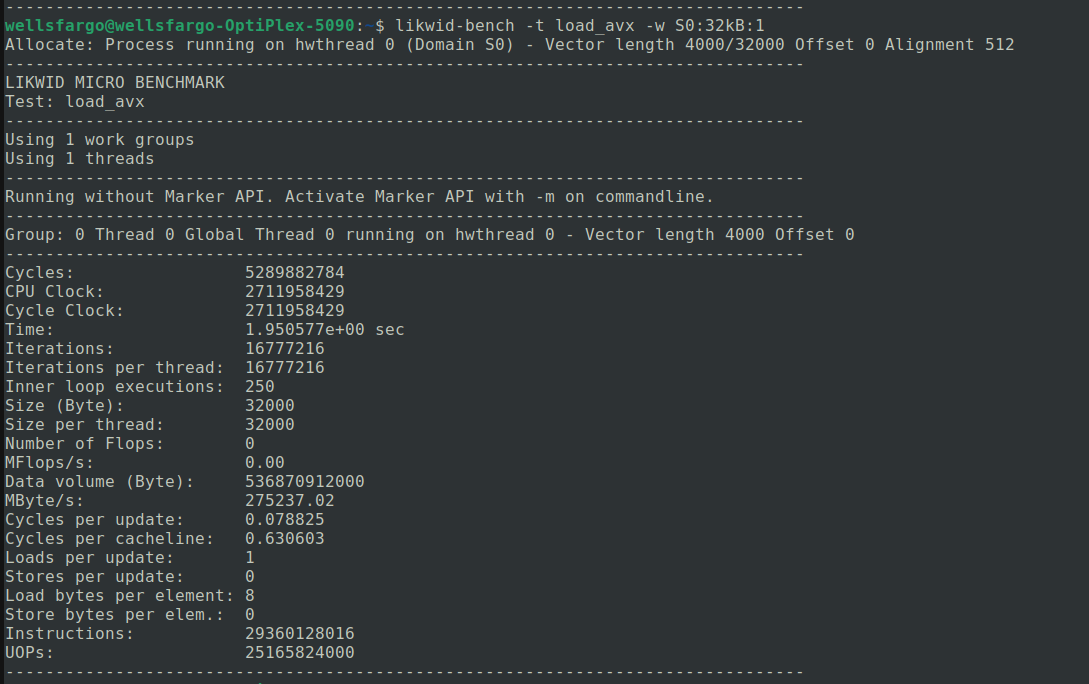 --------------------------------------------------------------------------------
wellsfargo@wellsfargo-OptiPlex-5090:~$ likwid-bench -t load_avx -w S0:32kB:1
Allocate: Process running on hwthread 0 (Domain S0) - Vector length 4000/32000 Offset 0 Alignment 512
--------------------------------------------------------------------------------
LIKWID MICRO BENCHMARK
Test: load_avx
--------------------------------------------------------------------------------
Using 1 work groups
Using 1 threads
--------------------------------------------------------------------------------
Running without Marker API. Activate Marker API with -m on commandline.
--------------------------------------------------------------------------------
Group: 0 Thread 0 Global Thread 0 running on hwthread 0 - Vector length 4000 Offset 0
--------------------------------------------------------------------------------
Cycles: 5289882784
CPU Clock: 2711958429
Cycle Clock: 2711958429
Time: 1.950577e+00 sec
Iterations: 16777216
Iterations per thread: 16777216
Inner loop executions: 250
Size (Byte): 32000
Size per thread: 32000
Number of Flops: 0
MFlops/s: 0.00
Data volume (Byte): 536870912000
MByte/s: 275237.02
Cycles per update: 0.078825
Cycles per cacheline: 0.630603
Loads per update: 1
Stores per update: 0
Load bytes per element: 8
Store bytes per elem.: 0
Instructions: 29360128016
UOPs: 25165824000
--------------------------------------------------------------------------------